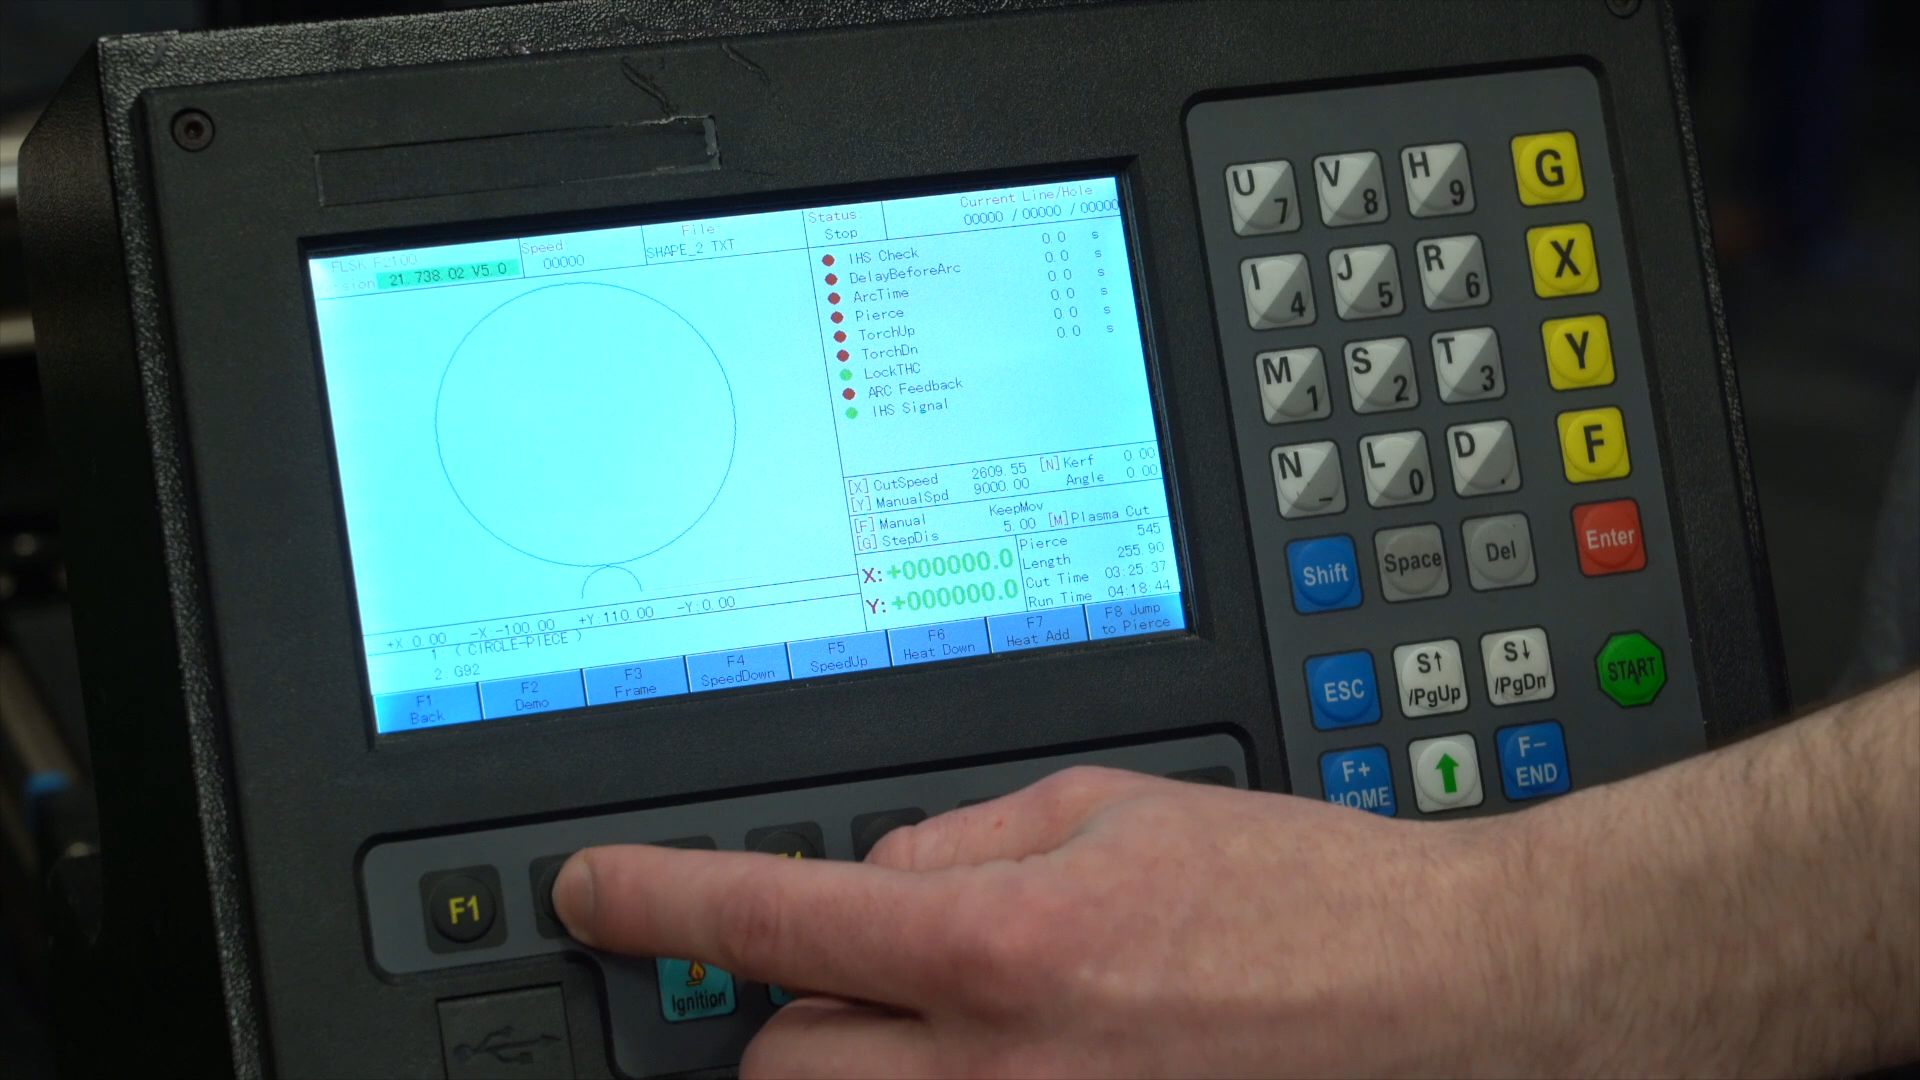 FLSK F2100
21.738.02 V5.0
Speed:
00000
File
SHAPE_2 TXT
Status:
Stop
Current Line/Hole
00000 / 00000 / 00000
IHS Check 0.0 s
DelayBeforeArc 0.0 s
ArcTime 0.0 s
Pierce 0.0 s
TorchUp 0.0 s
TorchDn 0.0 s
LockTHC
ARC Feedback
IHS Signal
[X] CutSpeed 2609.55 [N] Kerf 0.00
[Y] ManualSpd 9000.00 Angle 0.00
[F] Manual KeepMov
[G] StepDis 5.00 [M] Plasma Cut
X: +000000.0
Y: +000000.0
Pierce 545
Length 255.90
Cut Time 03:25:37
Run Time 04:18:44
+X 0.00 -X -100.00 +Y:110.00 -Y:0.00
1 ( CIRCLE-PIECE )
2 G92
F1 Back
F2 Demo
F3 Frame
F4 SpeedDown
F5 SpeedUp
F6 Heat Down
F7 Heat Add
F8 Jump to Pierce
U 7 V 8 H 9 G
I 4 J 5 R 6 X
M 1 S 2 T 3 Y
N - L 0 D . F
Shift Space Del Enter
ESC S↑ /PgUp S↓ /PgDn START
F+ HOME F- END
F1
Ignition